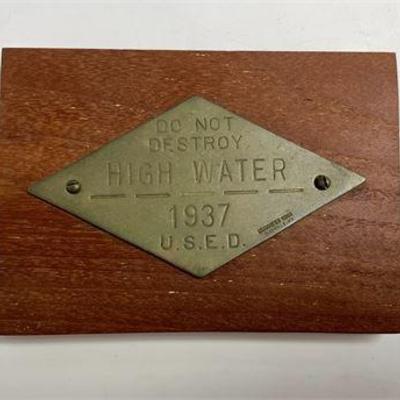 DO NOT
DESTROY
HIGH WATER
1937
U.S.E.D.